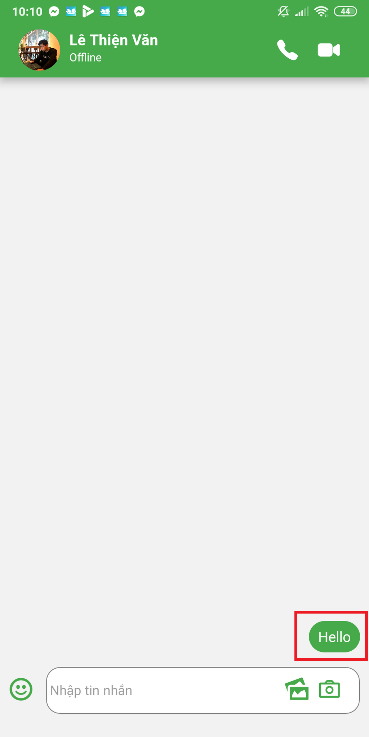 10:10
44
Lê Thiện Văn
Offline
Hello
Nhập tin nhắn